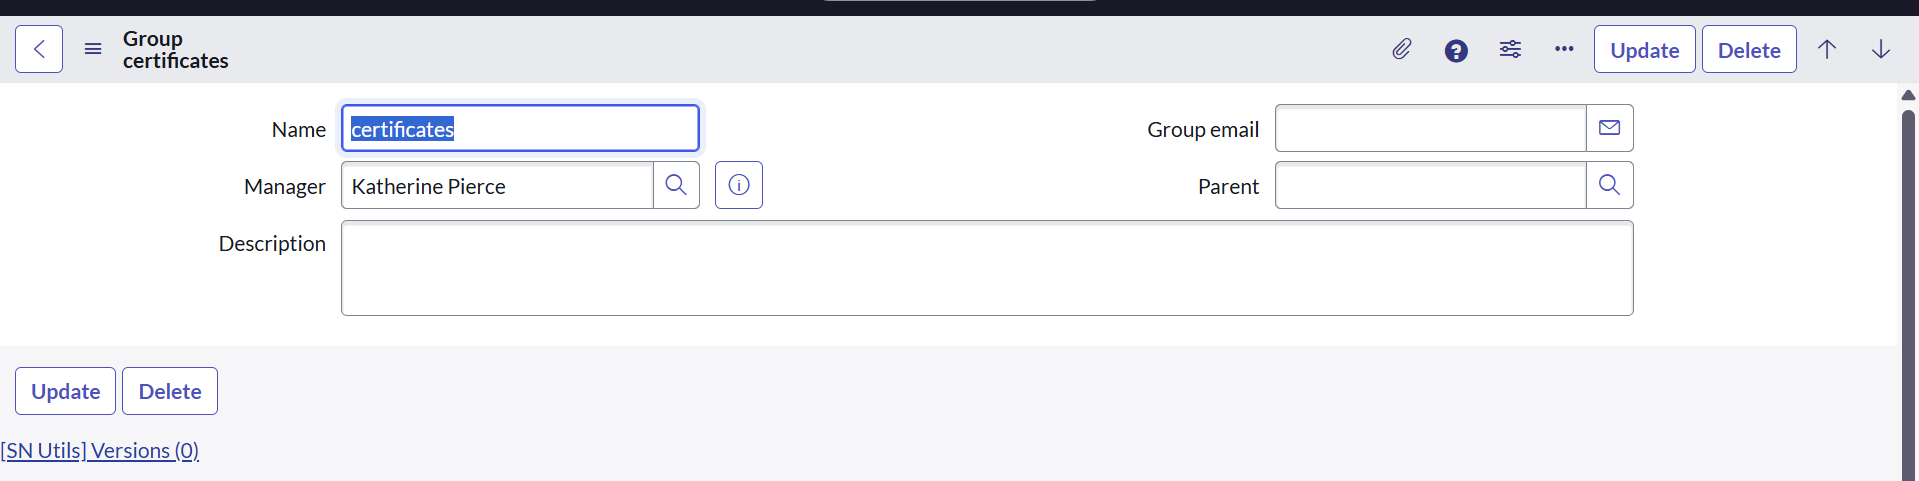 Group
certificates
Update
Delete
Name
certificates
Group email
Manager
Katherine Pierce
Parent
Description
Update
Delete
[SN Utils] Versions (0)